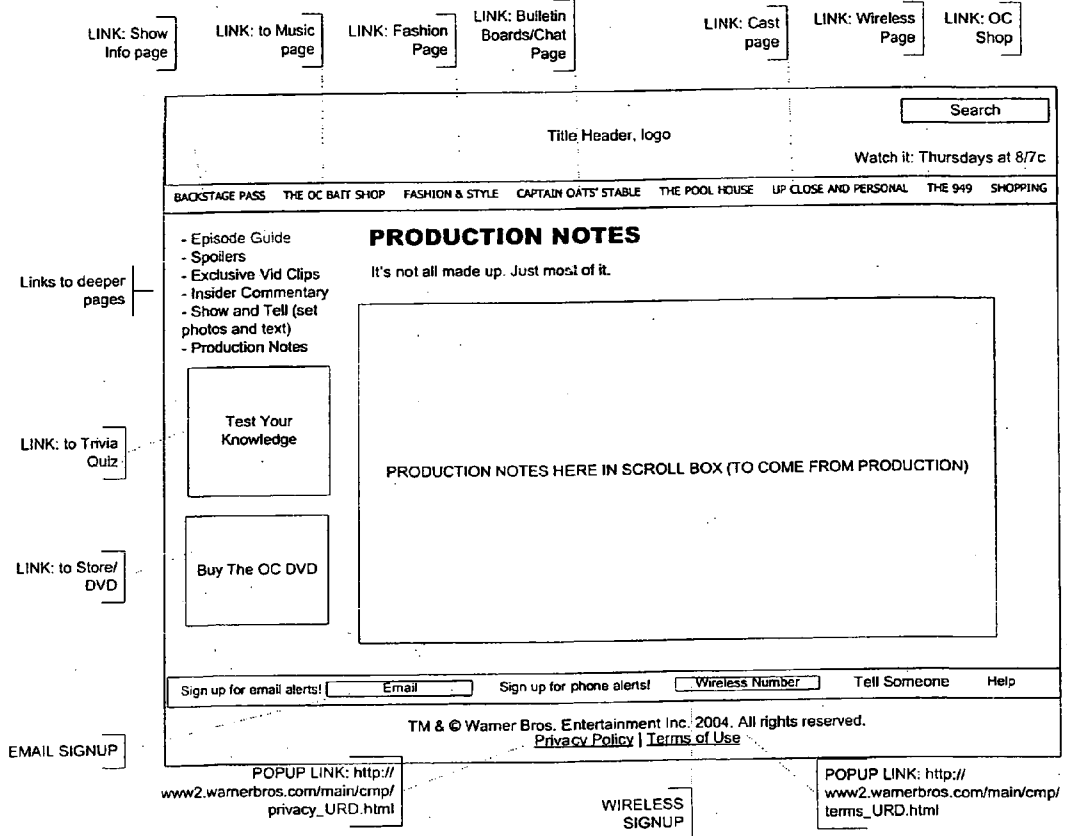 LINK: Show
Info page
LINK: to Music
page
LINK: Fashion
Page
LINK: Bulletin
Boards/Chat
Page
LINK: Cast
page
LINK: Wireless
Page
LINK: OC
Shop
Search
Title Header, logo
Watch it: Thursdays at 8/7c
BACKSTAGE PASS THE OC BAIT SHOP FASHION & STYLE CAPTAIN OATS' STABLE THE POOL HOUSE UP CLOSE AND PERSONAL THE 949 SHOPPING
- Episode Guide
- Spoilers
- Exclusive Vid Clips
- Insider Commentary
- Show and Tell (set
photos and text)
- Production Notes
PRODUCTION NOTES
It's not all made up. Just most of it.
Links to deeper
pages
Test Your
Knowledge
LINK: to Trivia
Quiz
PRODUCTION NOTES HERE IN SCROLL BOX (TO COME FROM PRODUCTION)
Buy The OC DVD
LINK: to Store/
DVD
Sign up for email alerts! Email Sign up for phone alerts! Wireless Number Tell Someone Help
TM & © Warner Bros. Entertainment Inc. 2004. All rights reserved.
Privacy Policy | Terms of Use
EMAIL SIGNUP
POPUP LINK: http://
www2.warnerbros.com/main/cmp/
privacy_URD.html
WIRELESS
SIGNUP
POPUP LINK: http://
www2.warnerbros.com/main/cmp/
terms_URD.html